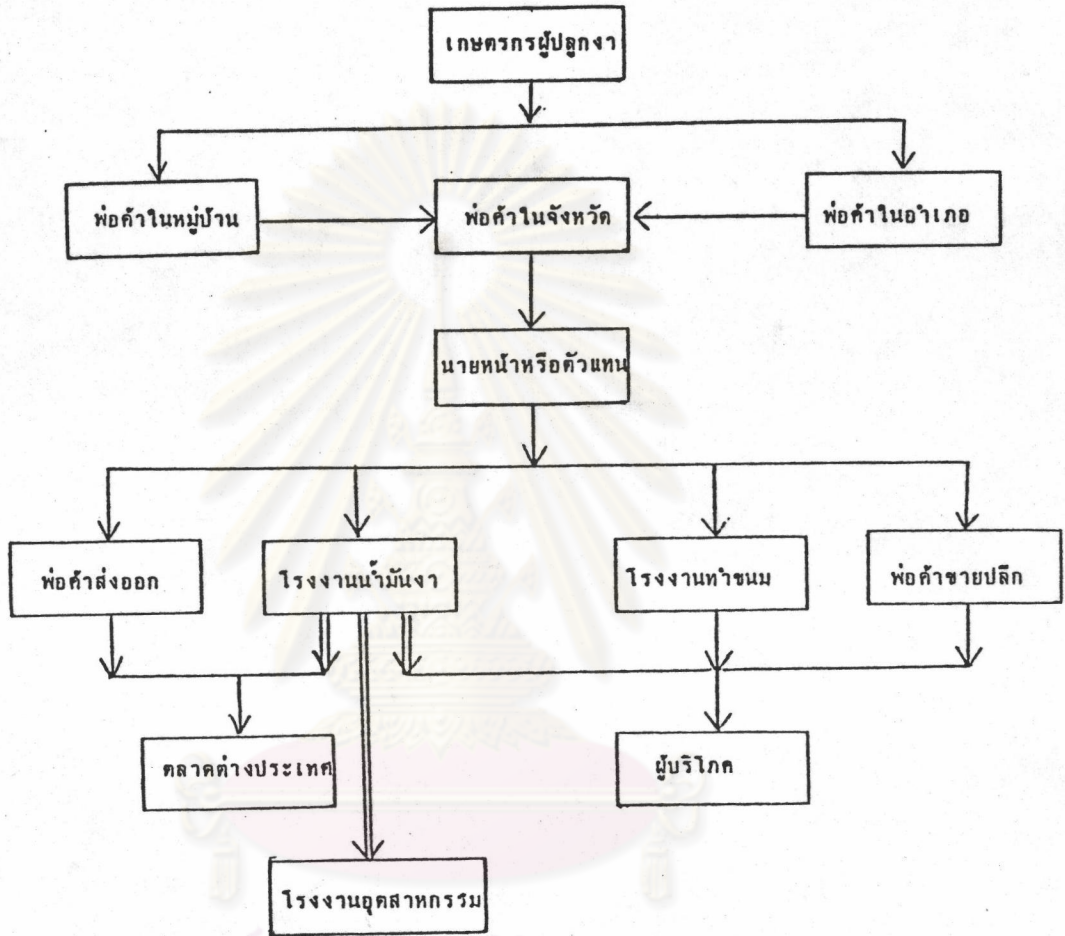 เกษตรกรผู้ปลูกงา
พ่อค้าในหมู่บ้าน
พ่อค้าในจังหวัด
พ่อค้าในอำเภอ
นายหน้าหรือตัวแทน
พ่อค้าส่งออก
โรงงานน้ำมันงา
โรงงานทำขนม
พ่อค้าขายปลีก
ตลาดต่างประเทศ
ผู้บริโภค
โรงงานอุตสาหกรรม